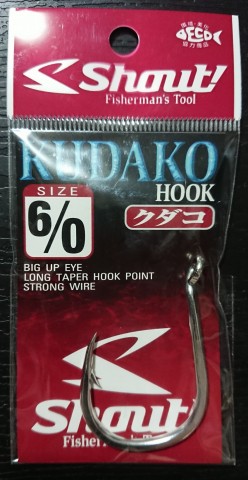 Shout!
Fisherman's Tool
KUDAKO
HOOK
SIZE
6/0
クダコ
BIG UP EYE
LONG TAPER HOOK POINT
STRONG WIRE
Shout!